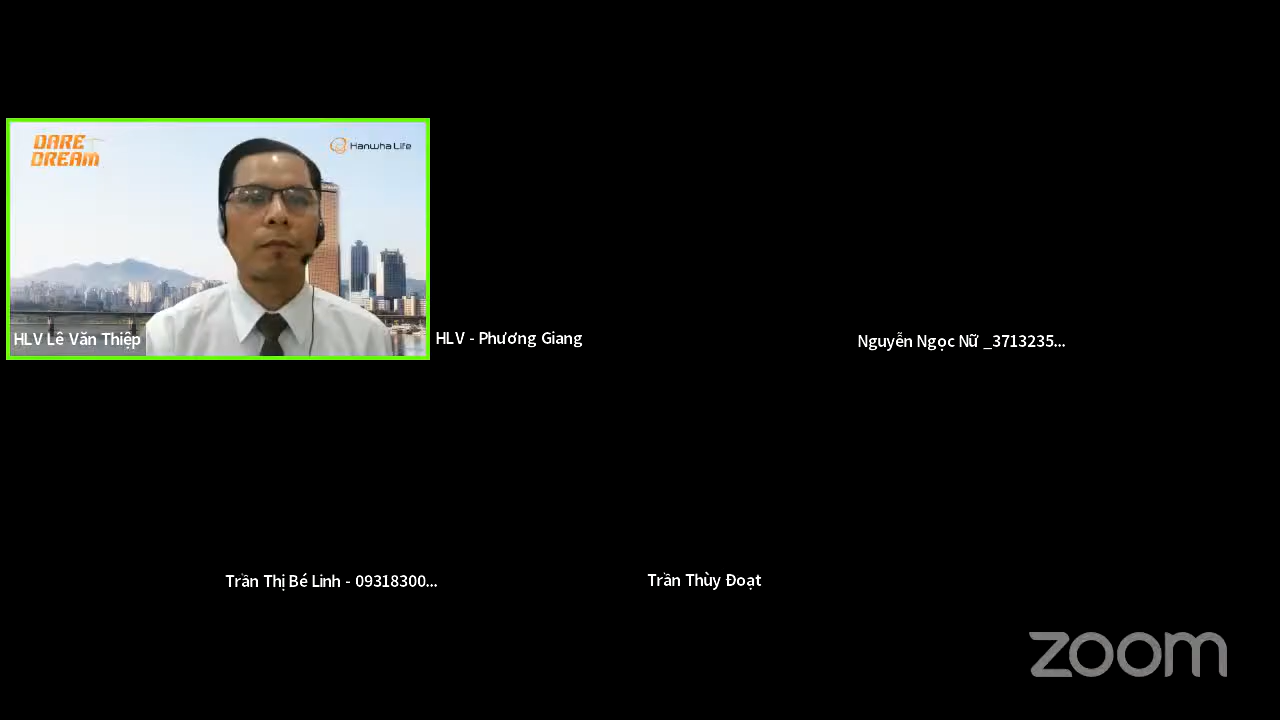 DARE
DREAM
Hanwha Life
HLV Lê Văn Thiệp
HLV - Phương Giang
Nguyễn Ngọc Nữ _3713235...
Trần Thị Bé Linh - 09318300...
Trần Thùy Đoạt
zoom